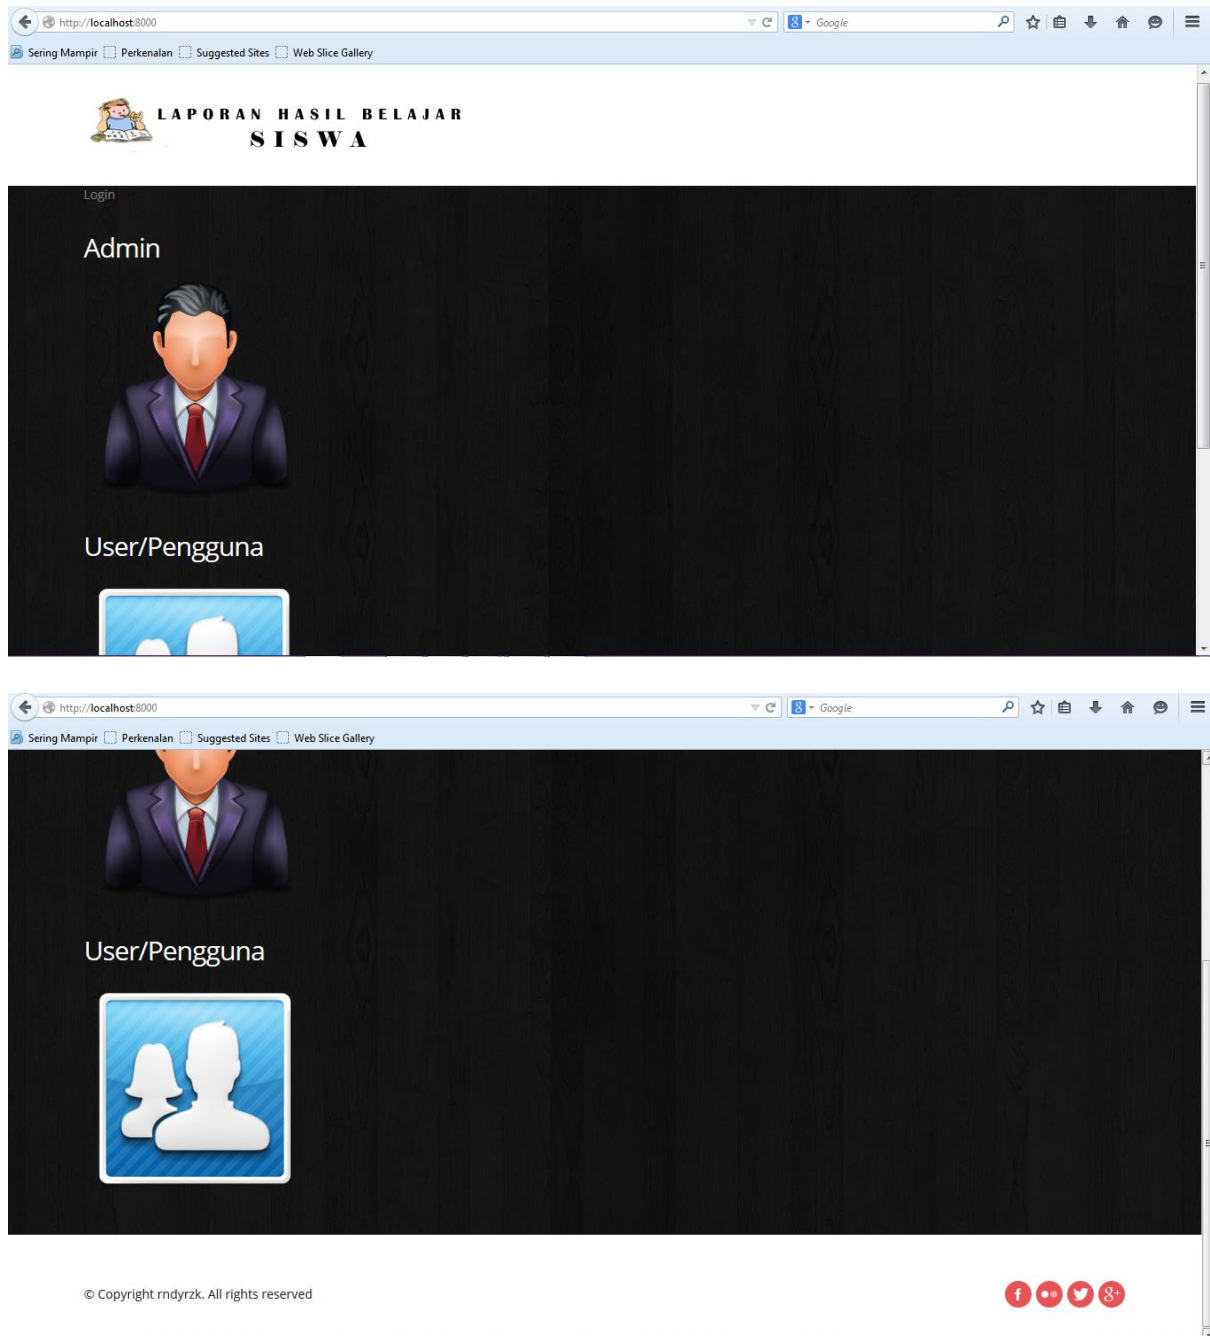 http://localhost:8000
Google
Sering Mampir Perkenalan Suggested Sites Web Slice Gallery
LAPORAN HASIL BELAJAR
SISWA
Login
Admin
User/Pengguna
http://localhost:8000
Google
Sering Mampir Perkenalan Suggested Sites Web Slice Gallery
User/Pengguna
© Copyright rndyrzk. All rights reserved